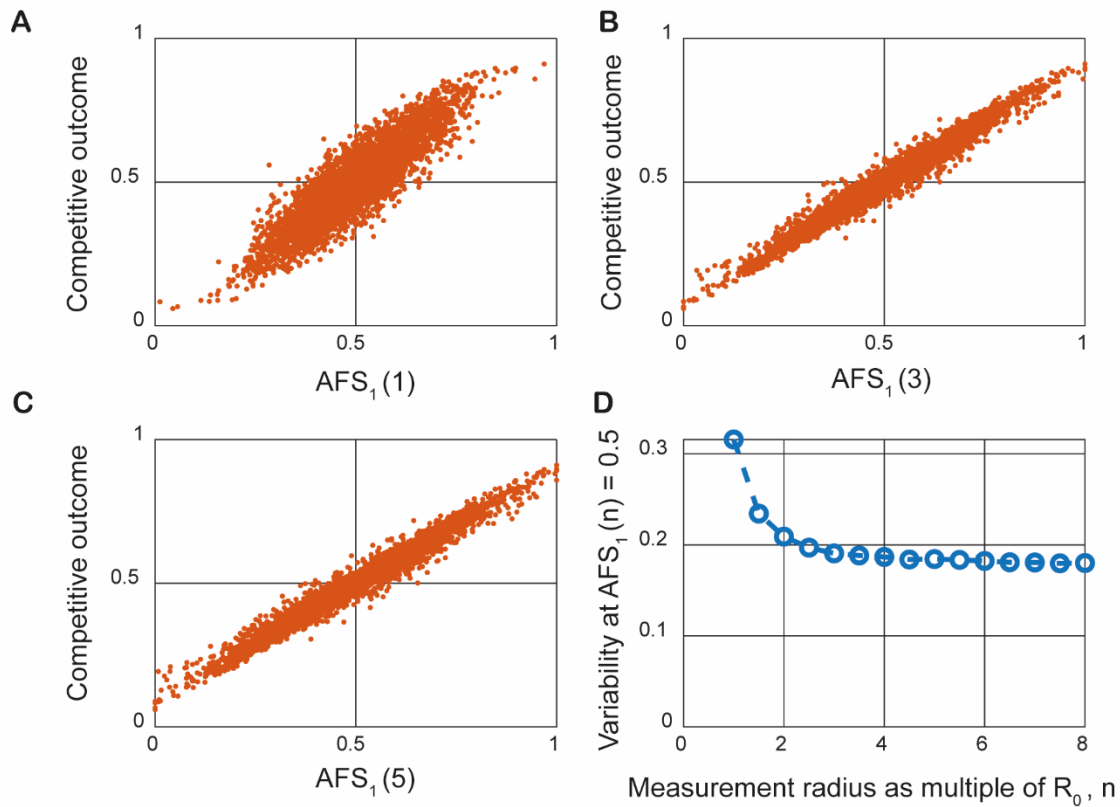 A
Competitive outcome
1
0.5
0
0
0.5
1
AFS1 (1)
B
Competitive outcome
1
0.5
0
0
0.5
1
AFS1 (3)
C
Competitive outcome
1
0.5
0
0
0.5
1
AFS1 (5)
D
Variability at AFS1 (n) = 0.5
0.3
0.2
0.1
0
0
2
4
6
8
Measurement radius as multiple of R0 , n